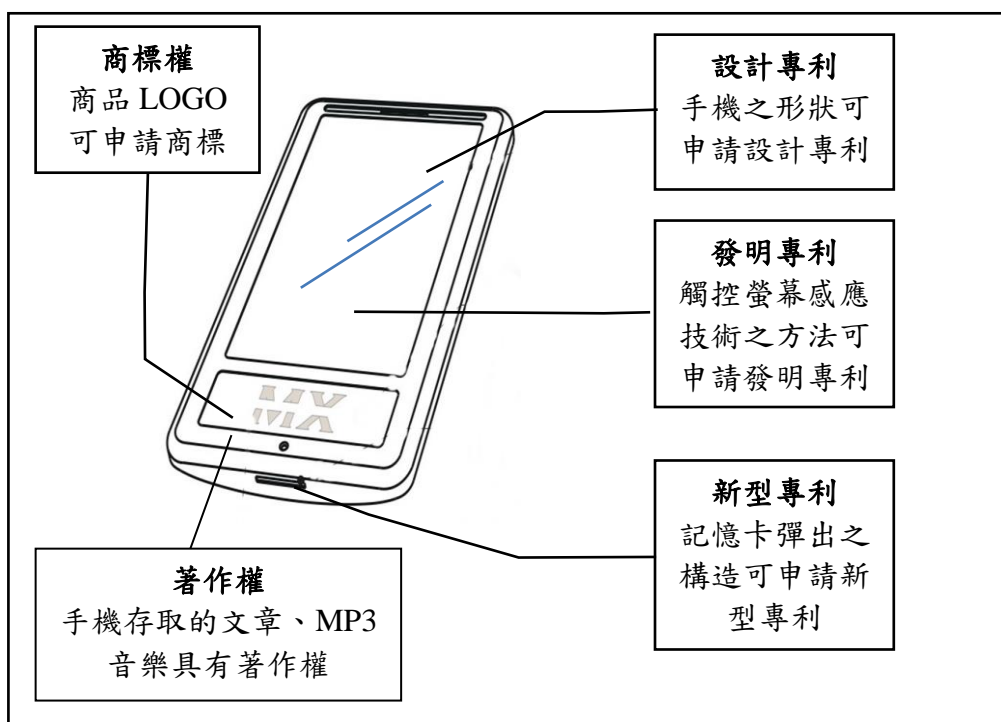 商標權
商品 LOGO
可申請商標
設計專利
手機之形狀可
申請設計專利
發明專利
觸控螢幕感應
技術之方法可
申請發明專利
新型專利
記憶卡彈出之
構造可申請新
型專利
著作權
手機存取的文章、MP3
音樂具有著作權